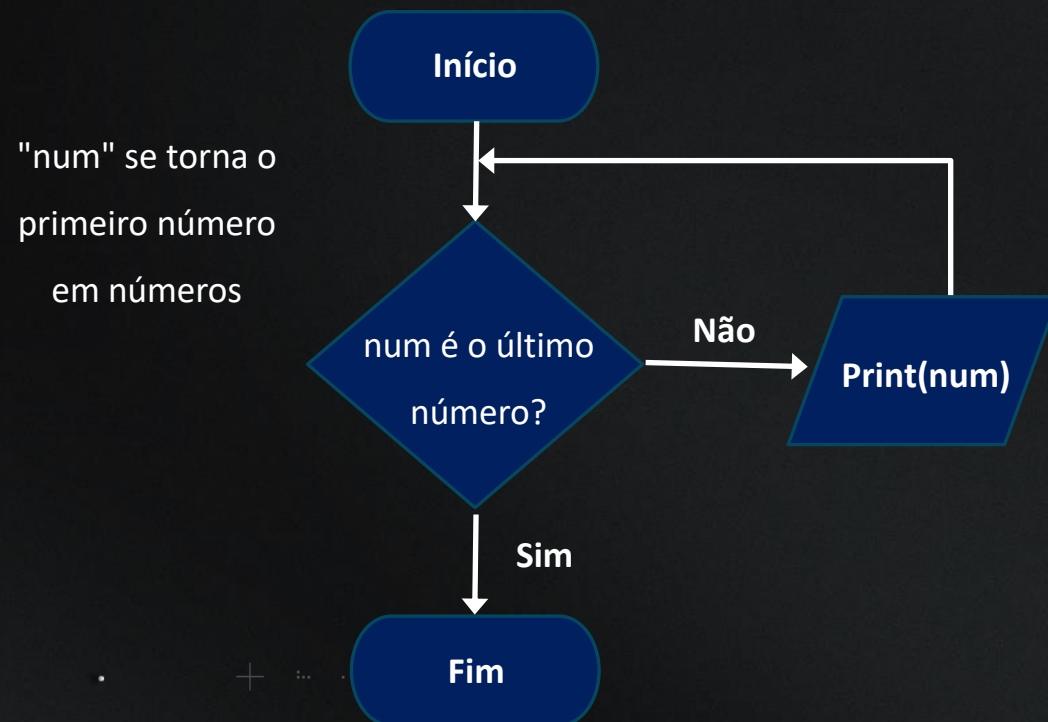 Início
"num" se torna o
primeiro número
em números
num é o último
número?
Não
Print(num)
Sim
Fim